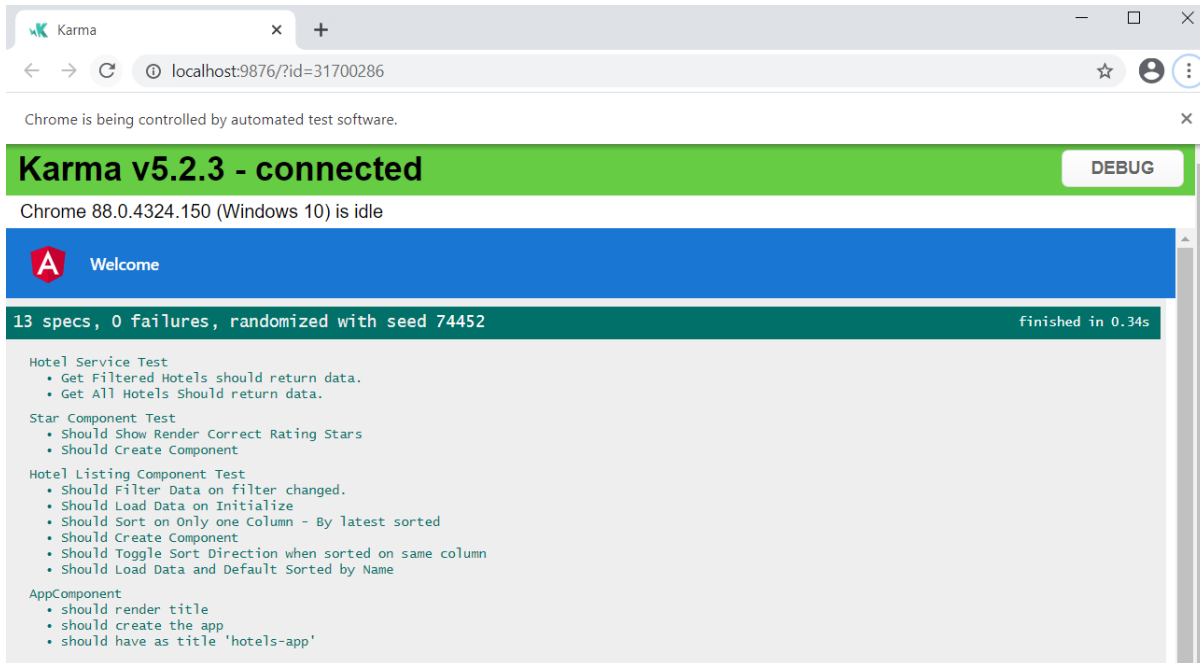 Karma
localhost:9876/?id=31700286
Chrome is being controlled by automated test software.
Karma v5.2.3 - connected
DEBUG
Chrome 88.0.4324.150 (Windows 10) is idle
Welcome
13 specs, 0 failures, randomized with seed 74452
finished in 0.34s
Hotel Service Test
• Get Filtered Hotels should return data.
• Get All Hotels Should return data.
Star Component Test
• Should Show Render Correct Rating Stars
• Should Create Component
Hotel Listing Component Test
• Should Filter Data on filter changed.
• Should Load Data on Initialize
• Should Sort on Only one Column - By latest sorted
• Should Create Component
• Should Toggle Sort Direction when sorted on same column
• Should Load Data and Default Sorted by Name
AppComponent
• should render title
• should create the app
• should have as title 'hotels-app'